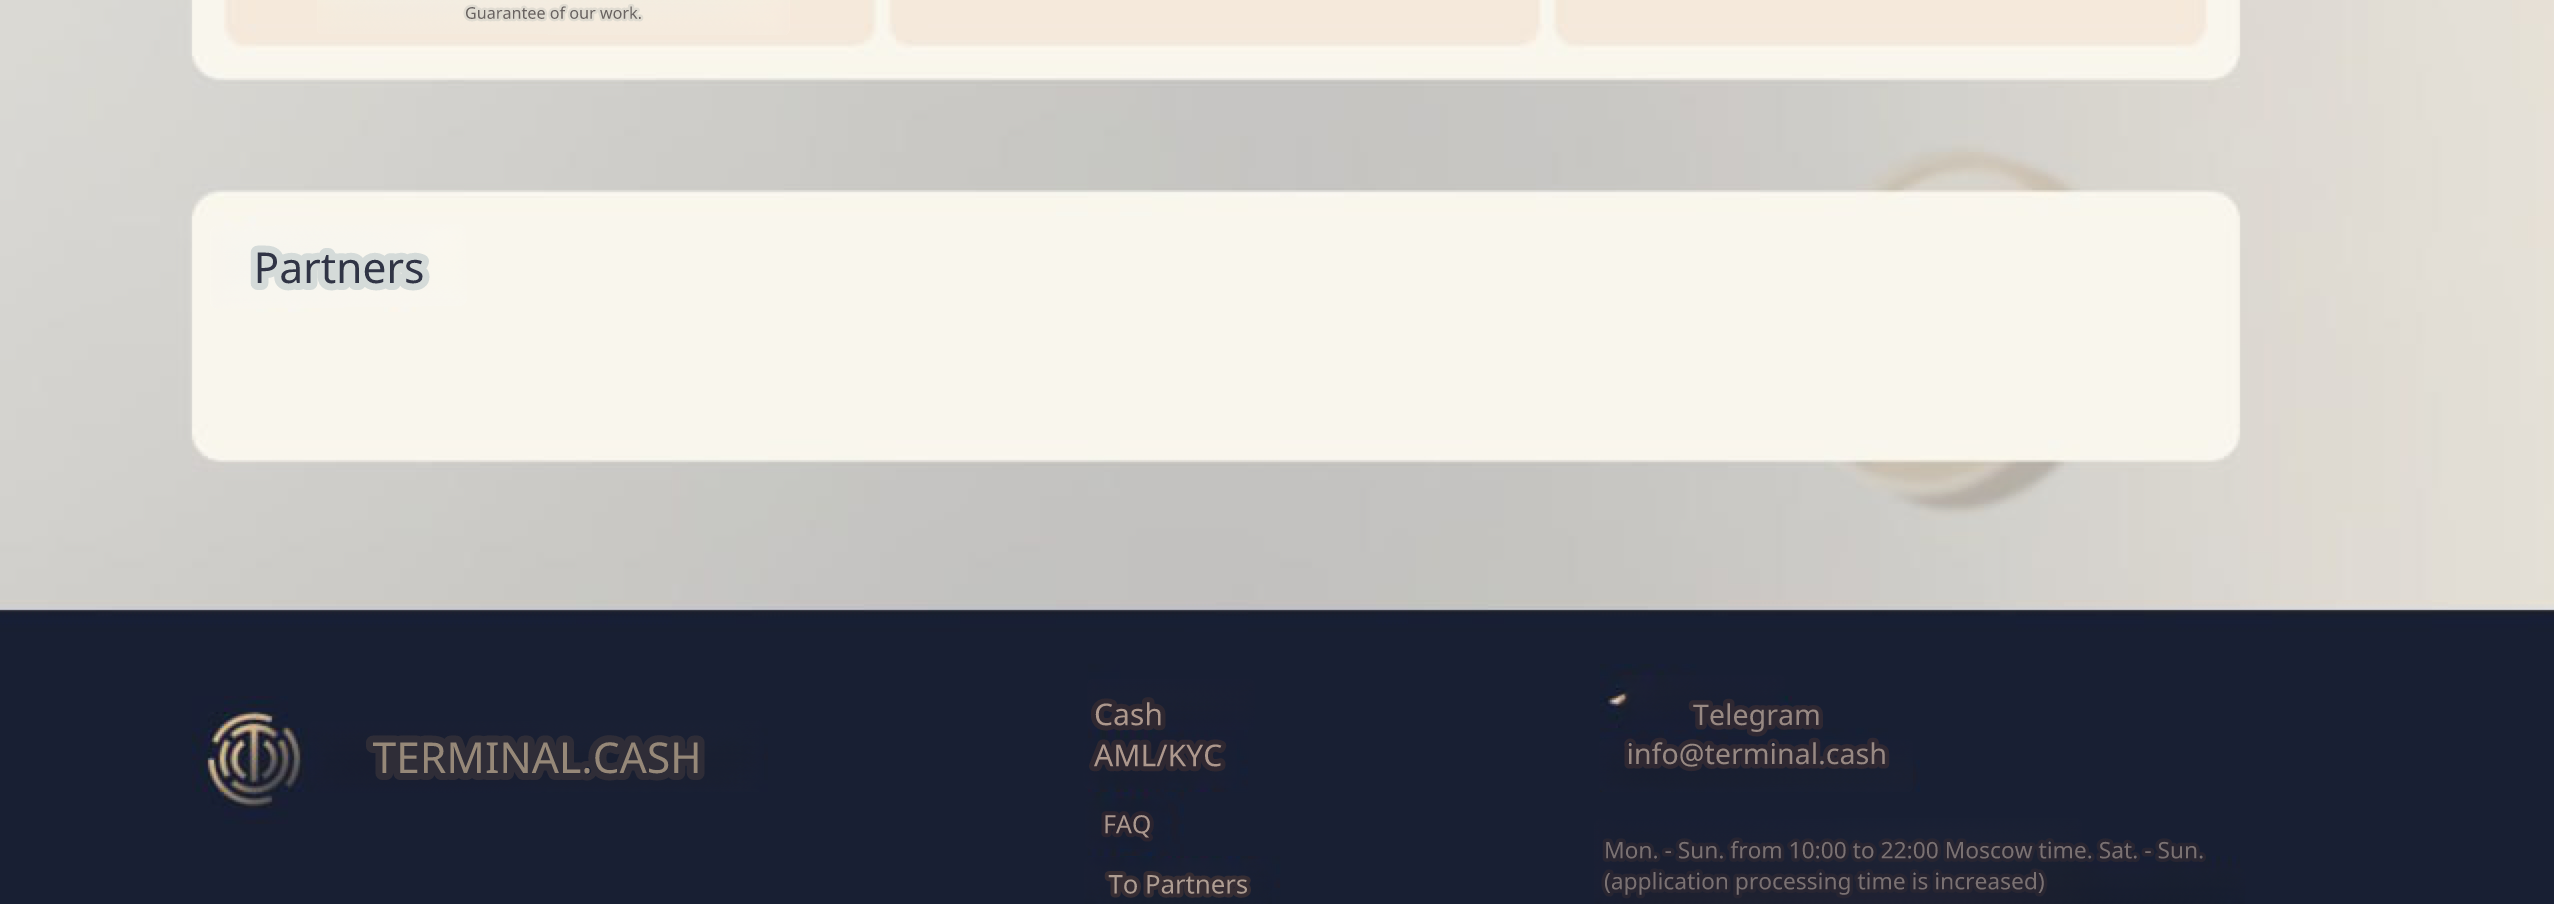 Guarantee of our work.
Partners
TERMINAL.CASH
Cash
AML/KYC
FAQ
To Partners
Telegram
info@terminal.cash
Mon. - Sun. from 10:00 to 22:00 Moscow time. Sat. - Sun.
(application processing time is increased)